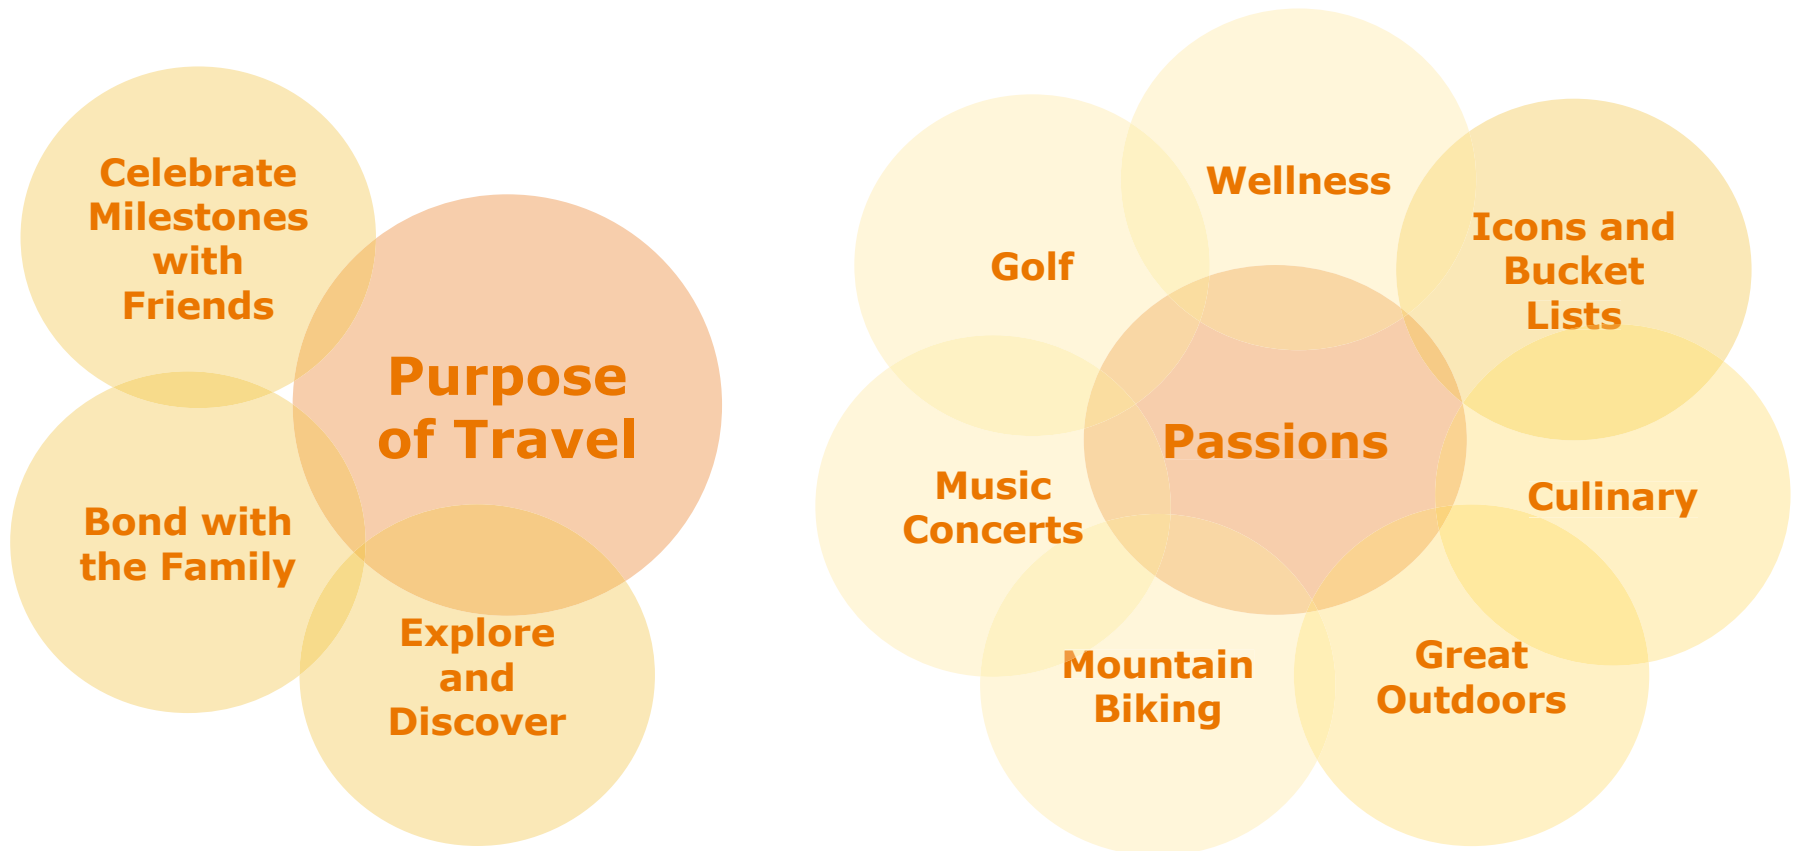 Celebrate
Milestones
with
Friends
Purpose
of Travel
Bond with
the Family
Explore
and
Discover
Wellness
Golf
Icons and
Bucket
Lists
Passions
Music
Concerts
Culinary
Mountain
Biking
Great
Outdoors